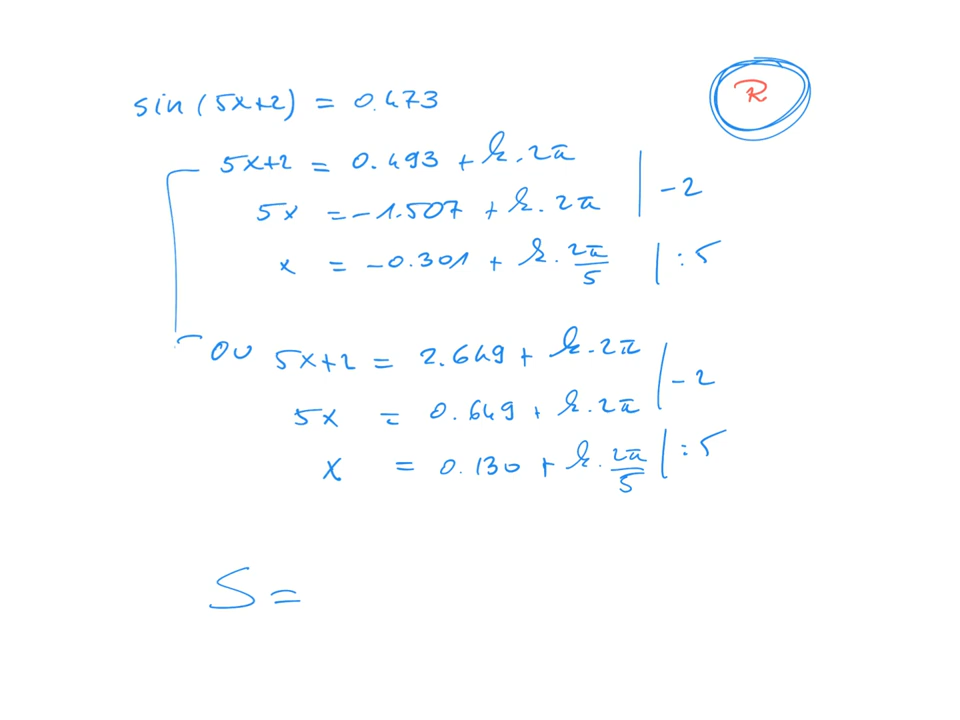 sin(5x+2) = 0.473
R
5x+2 = 0.493 + k.2π
5x = -1.507 + k.2π | -2
x = -0.301 + k.2π/5 | :5
ou 5x+2 = 2.649 + k.2π
5x = 0.649 + k.2π | -2
x = 0.130 + k.2π/5 | :5
S =